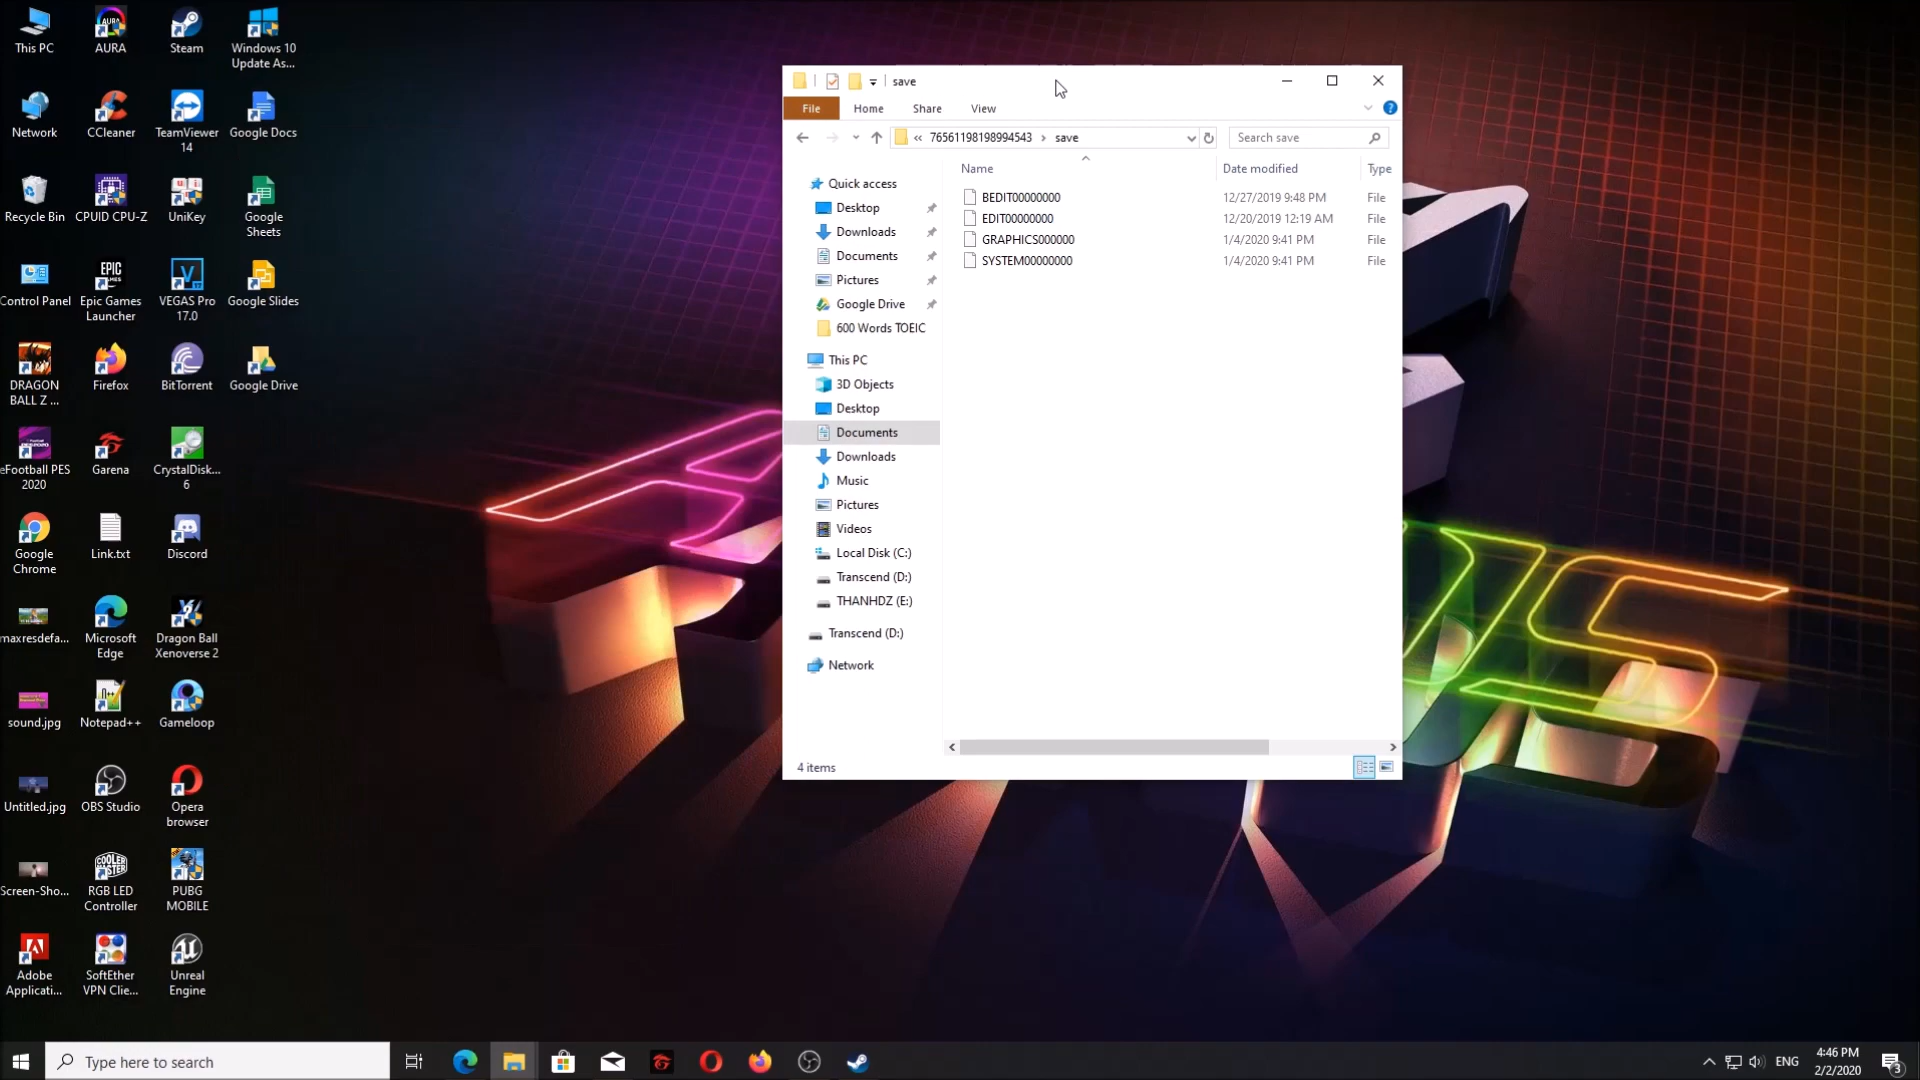 This PC
AURA
Steam
Windows 10
Update As...
Network
CCleaner
TeamViewer
14
Google Docs
Recycle Bin
CPUID CPU-Z
UniKey
Google
Sheets
Control Panel
Epic Games
Launcher
VEGAS Pro
17.0
Google Slides
DRAGON
BALL Z ...
Firefox
BitTorrent
Google Drive
eFootball PES
2020
Garena
CrystalDisk...
6
Google
Chrome
Link.txt
Discord
maxresdefa...
Microsoft
Edge
Dragon Ball
Xenoverse 2
sound.jpg
Notepad++
Gameloop
Untitled.jpg
OBS Studio
Opera
browser
Screen-Sho...
RGB LED
Controller
PUBG
MOBILE
Adobe
Applicati...
SoftEther
VPN Clie...
Unreal
Engine
save
File
Home
Share
View
« 76561198198994543 > save
Search save
Name
Date modified
Type
BEDIT00000000
12/27/2019 9:48 PM
File
EDIT00000000
12/20/2019 12:19 AM
File
GRAPHICS000000
1/4/2020 9:41 PM
File
SYSTEM00000000
1/4/2020 9:41 PM
File
Quick access
Desktop
Downloads
Documents
Pictures
Google Drive
600 Words TOEIC
This PC
3D Objects
Desktop
Documents
Downloads
Music
Pictures
Videos
Local Disk (C:)
Transcend (D:)
THANHDZ (E:)
Transcend (D:)
Network
4 items
Type here to search
ENG
4:46 PM
2/2/2020
3